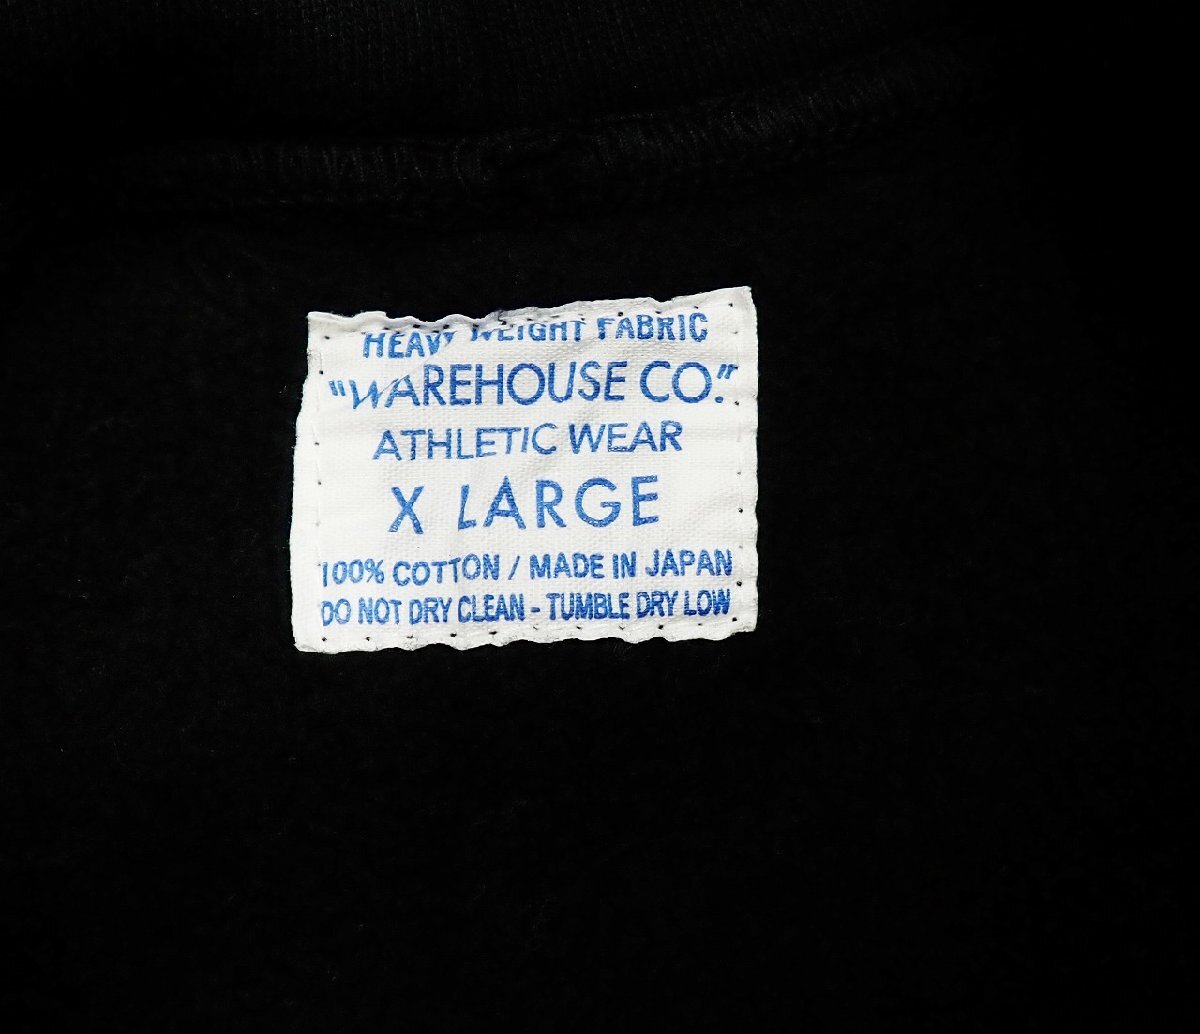 HEAVY WEIGHT FABRIC
"WAREHOUSE CO."
ATHLETIC WEAR
X LARGE
100% COTTON / MADE IN JAPAN
DO NOT DRY CLEAN - TUMBLE DRY LOW